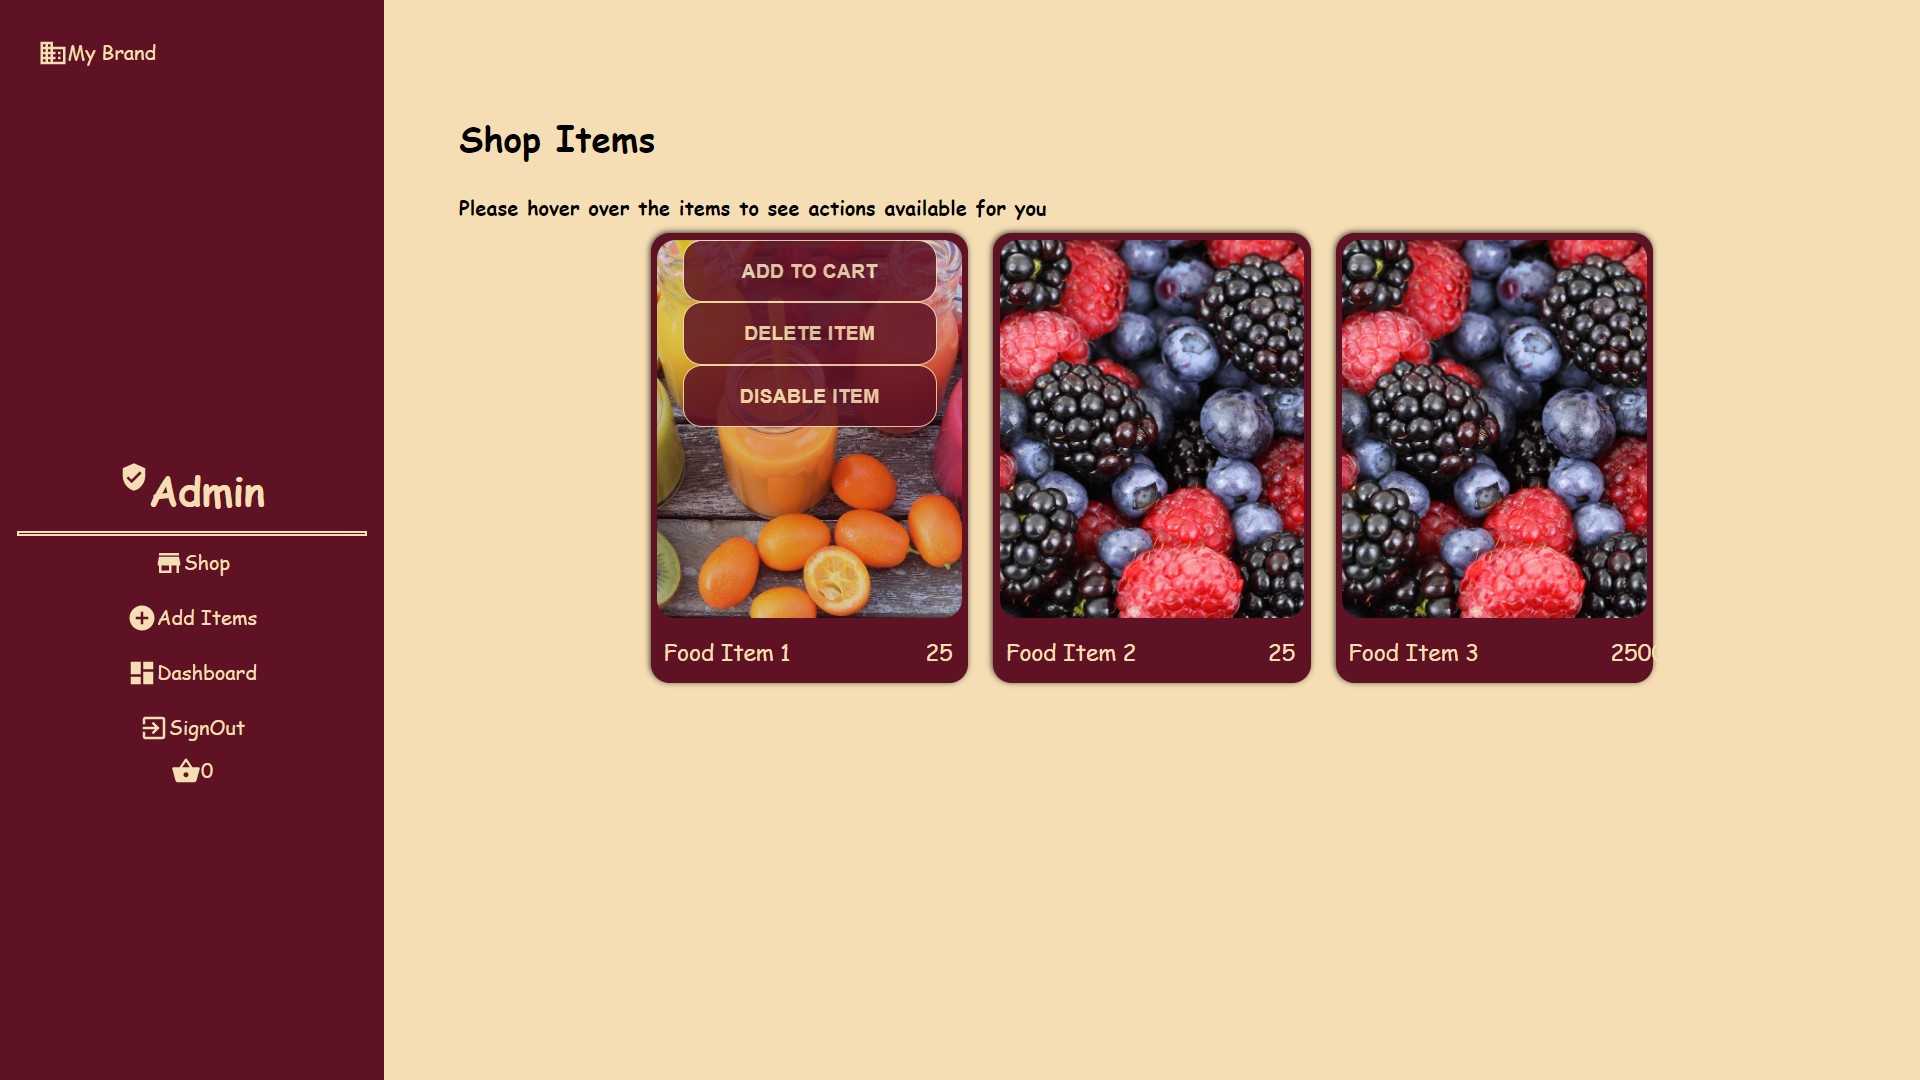 My Brand
Admin
Shop
Add Items
Dashboard
SignOut
0
Shop Items
Please hover over the items to see actions available for you
ADD TO CART
DELETE ITEM
DISABLE ITEM
Food Item 1 25
Food Item 2 25
Food Item 3 2500